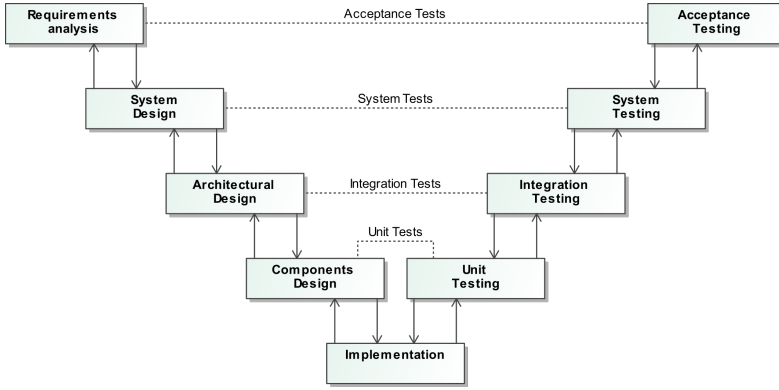 Requirements
analysis
Acceptance Tests
Acceptance
Testing
System
Design
System Tests
System
Testing
Architectural
Design
Integration Tests
Integration
Testing
Unit Tests
Components
Design
Unit
Testing
Implementation